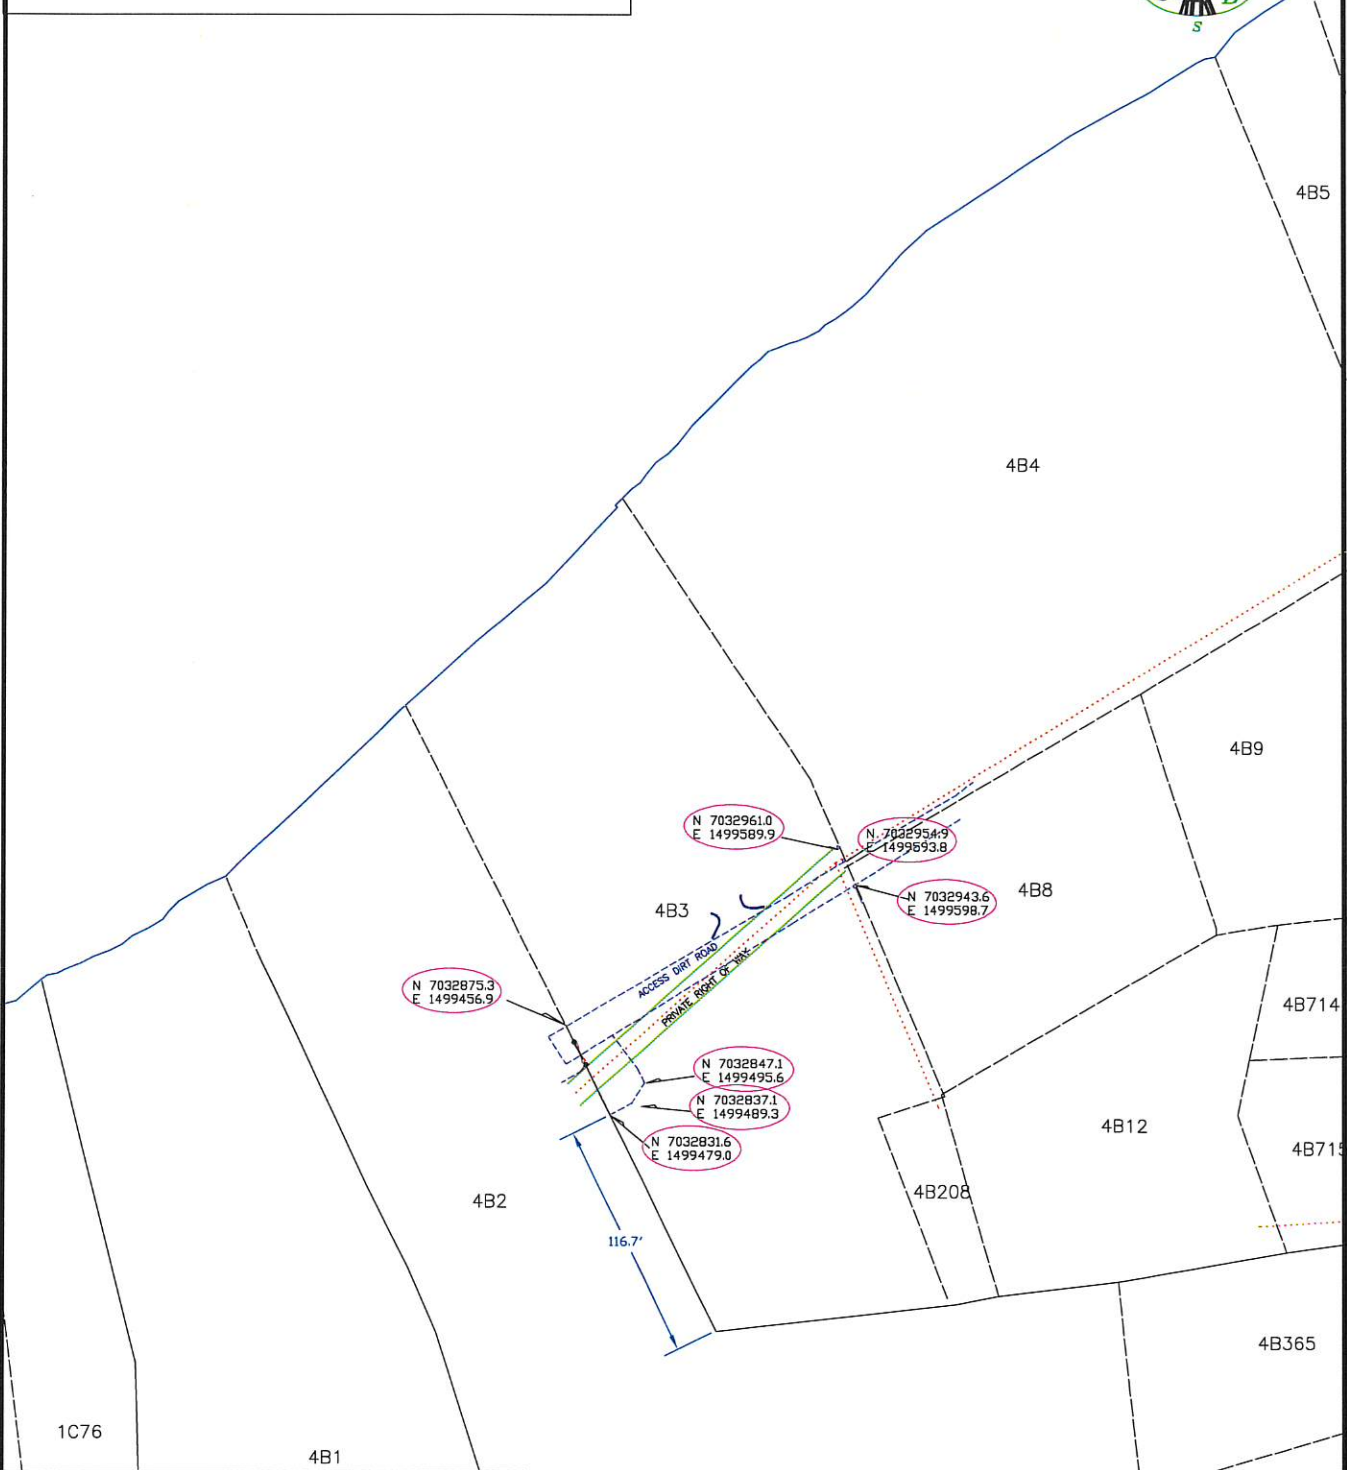 S
4B5
4B4
4B9
N 7032961.0
E 1499589.9
N 7032954.9
E 1499593.8
4B8
N 7032943.6
E 1499598.7
4B3
ACCESS DIRT ROAD
PRIVATE RIGHT OF WAY
N 7032875.3
E 1499456.9
4B714
N 7032847.1
E 1499495.6
N 7032837.1
E 1499489.3
4B12
N 7032831.6
E 1499479.0
4B715
4B2
4B208
116.7'
4B365
1C76
4B1